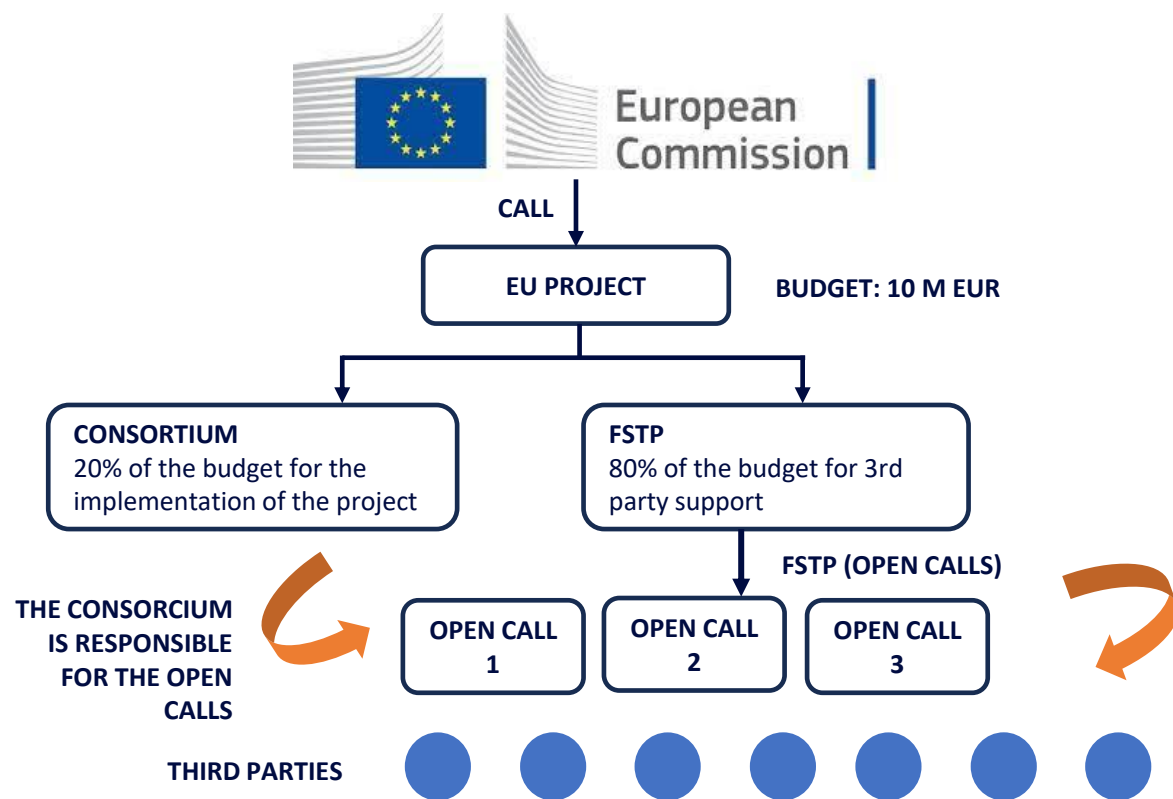 European
Commission
CALL
EU PROJECT
BUDGET: 10 M EUR
CONSORTIUM
20% of the budget for the
implementation of the project
FSTP
80% of the budget for 3rd
party support
FSTP (OPEN CALLS)
THE CONSORCIUM
IS RESPONSIBLE
FOR THE OPEN
CALLS
OPEN CALL
1
OPEN CALL
2
OPEN CALL
3
THIRD PARTIES